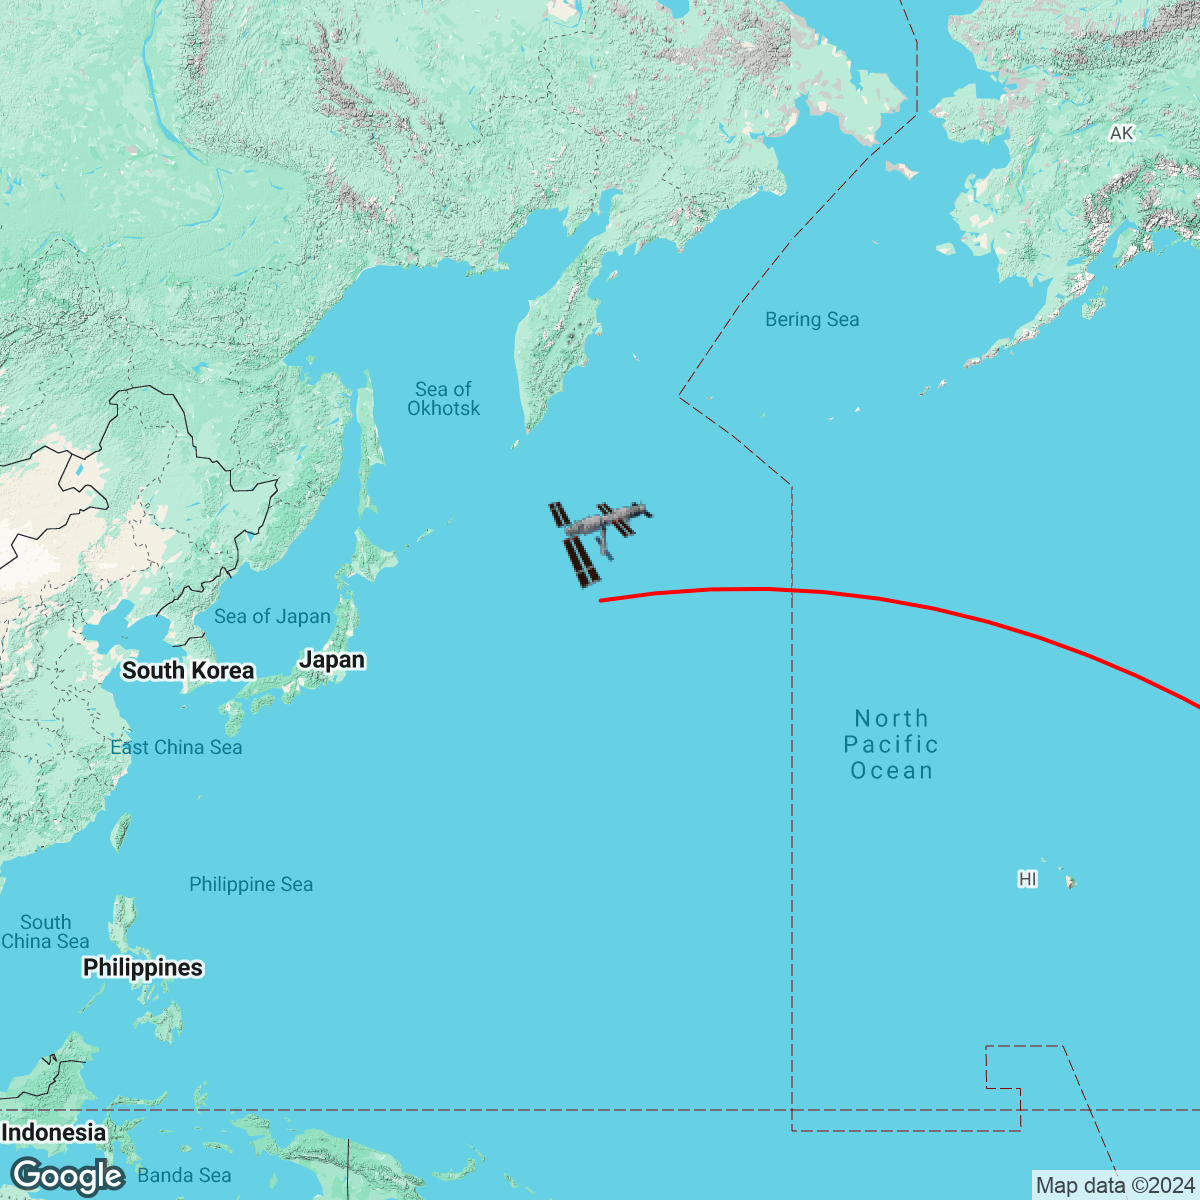 AK
Bering Sea
Sea of
Okhotsk
Sea of Japan
South Korea
Japan
East China Sea
North
Pacific
Ocean
Philippine Sea
HI
South
China Sea
Philippines
Indonesia
Banda Sea
Google
Map data ©2024